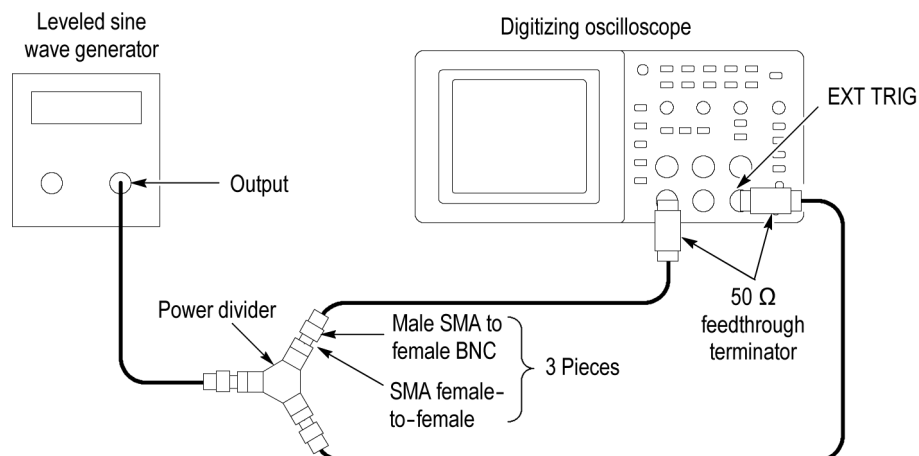 Leveled sine
wave generator
Digitizing oscilloscope
EXT TRIG
Output
Power divider
Male SMA to
female BNC
SMA female-
to-female
3 Pieces
50 Ω
feedthrough
terminator